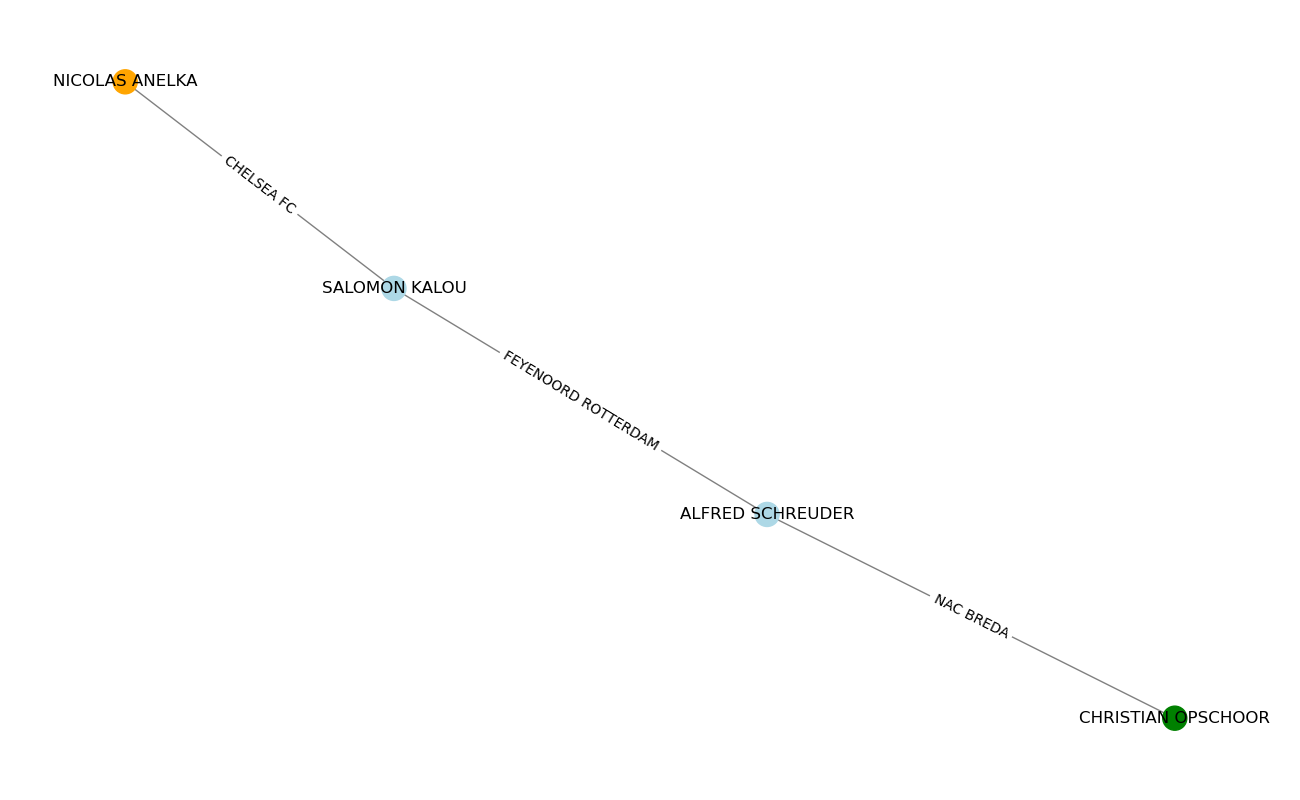 NICOLAS ANELKA
CHELSEA FC
SALOMON KALOU
FEYENOORD ROTTERDAM
ALFRED SCHREUDER
NAC BREDA
CHRISTIAN OPSCHOOR